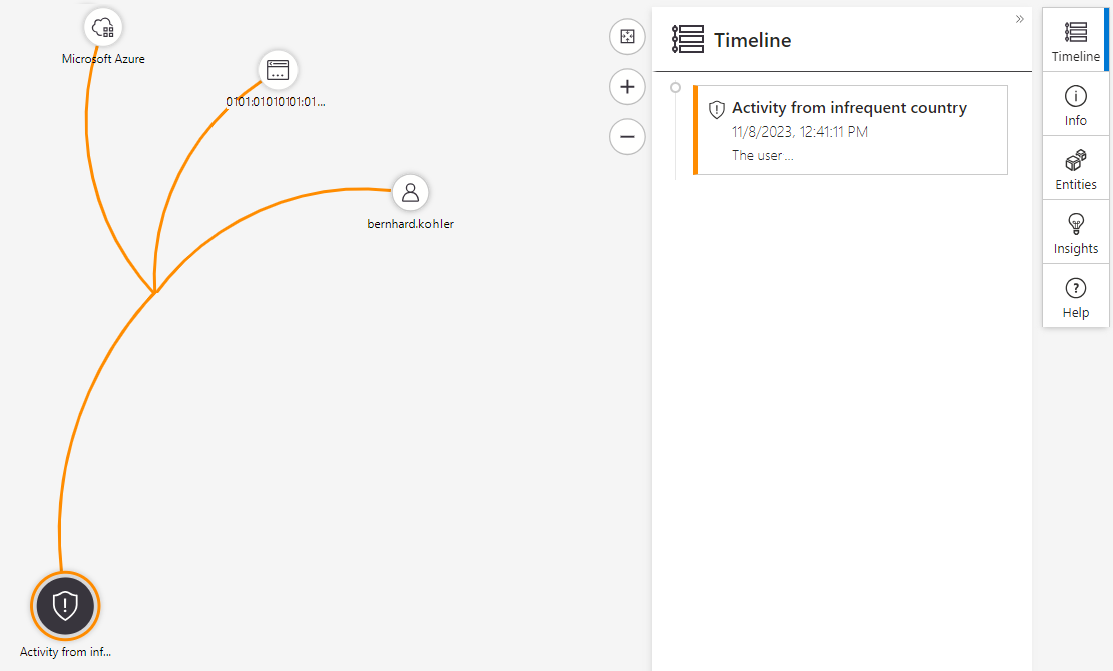 Microsoft Azure
0101:01010101:01...
bernhard.kohler
Activity from inf...
Timeline
Activity from infrequent country
11/8/2023, 12:41:11 PM
The user ...
Timeline
Info
Entities
Insights
Help